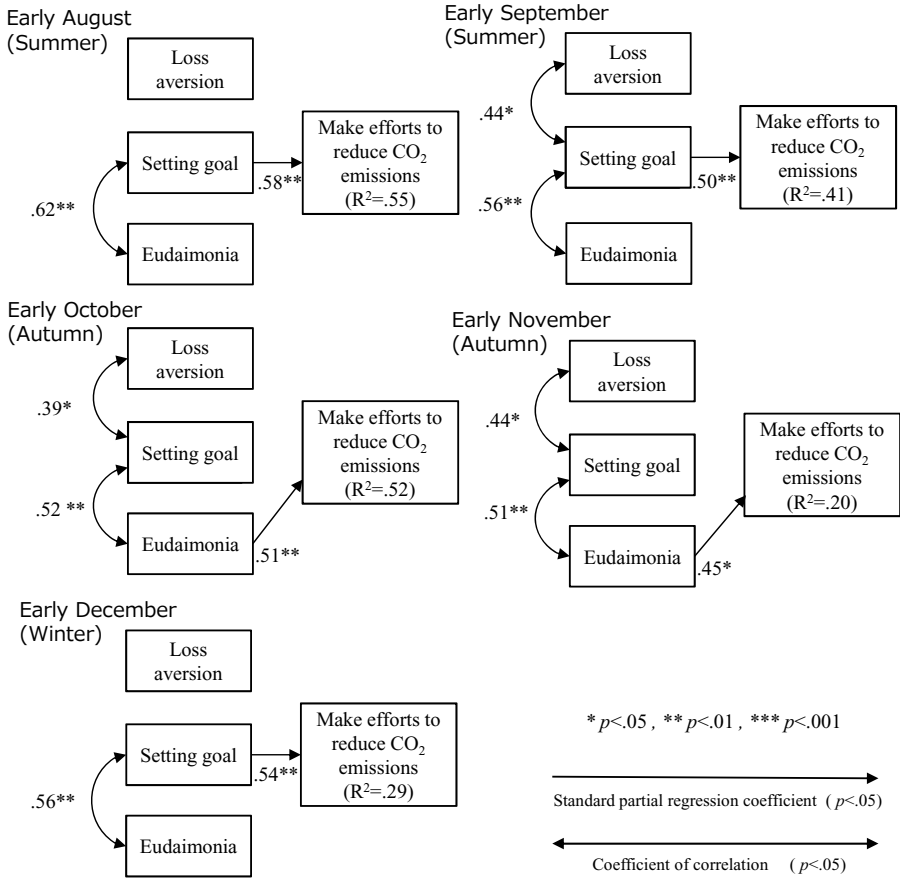 Early August
(Summer)
Loss
aversion
Setting goal
Eudaimonia
.62**
.58**
Make efforts to
reduce CO₂
emissions
(R²=.55)
Early September
(Summer)
Loss
aversion
.44*
Setting goal
.56**
Eudaimonia
.50**
Make efforts to
reduce CO₂
emissions
(R²=.41)
Early October
(Autumn)
Loss
aversion
.39*
Setting goal
.52 **
Eudaimonia
.51**
Make efforts to
reduce CO₂
emissions
(R²=.52)
Early November
(Autumn)
Loss
aversion
.44*
Setting goal
.51**
Eudaimonia
.45*
Make efforts to
reduce CO₂
emissions
(R²=.20)
Early December
(Winter)
Loss
aversion
Setting goal
.56**
Eudaimonia
.54**
Make efforts to
reduce CO₂
emissions
(R²=.29)
* p<.05 , ** p<.01 , *** p<.001
Standard partial regression coefficient ( p<.05)
Coefficient of correlation ( p<.05)